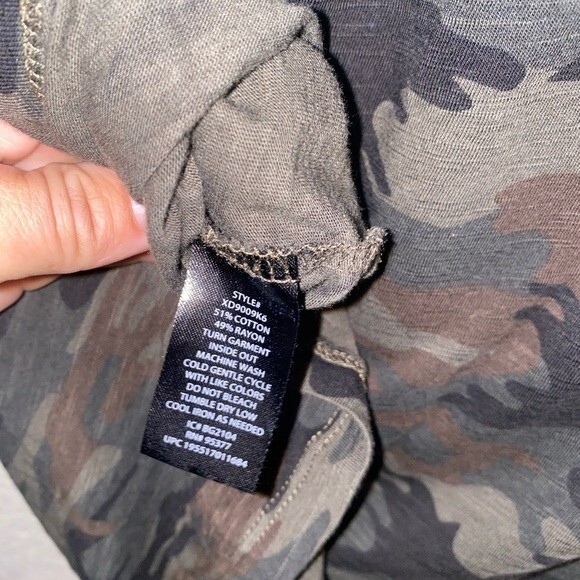 STYLE#
XD9009K6
51% COTTON
49% RAYON
TURN GARMENT
INSIDE OUT
MACHINE WASH
COLD GENTLE CYCLE
WITH LIKE COLORS
DO NOT BLEACH
TUMBLE DRY LOW
COOL IRON AS NEEDED
IC# BG2104
RN# 95377
UPC 195517011684